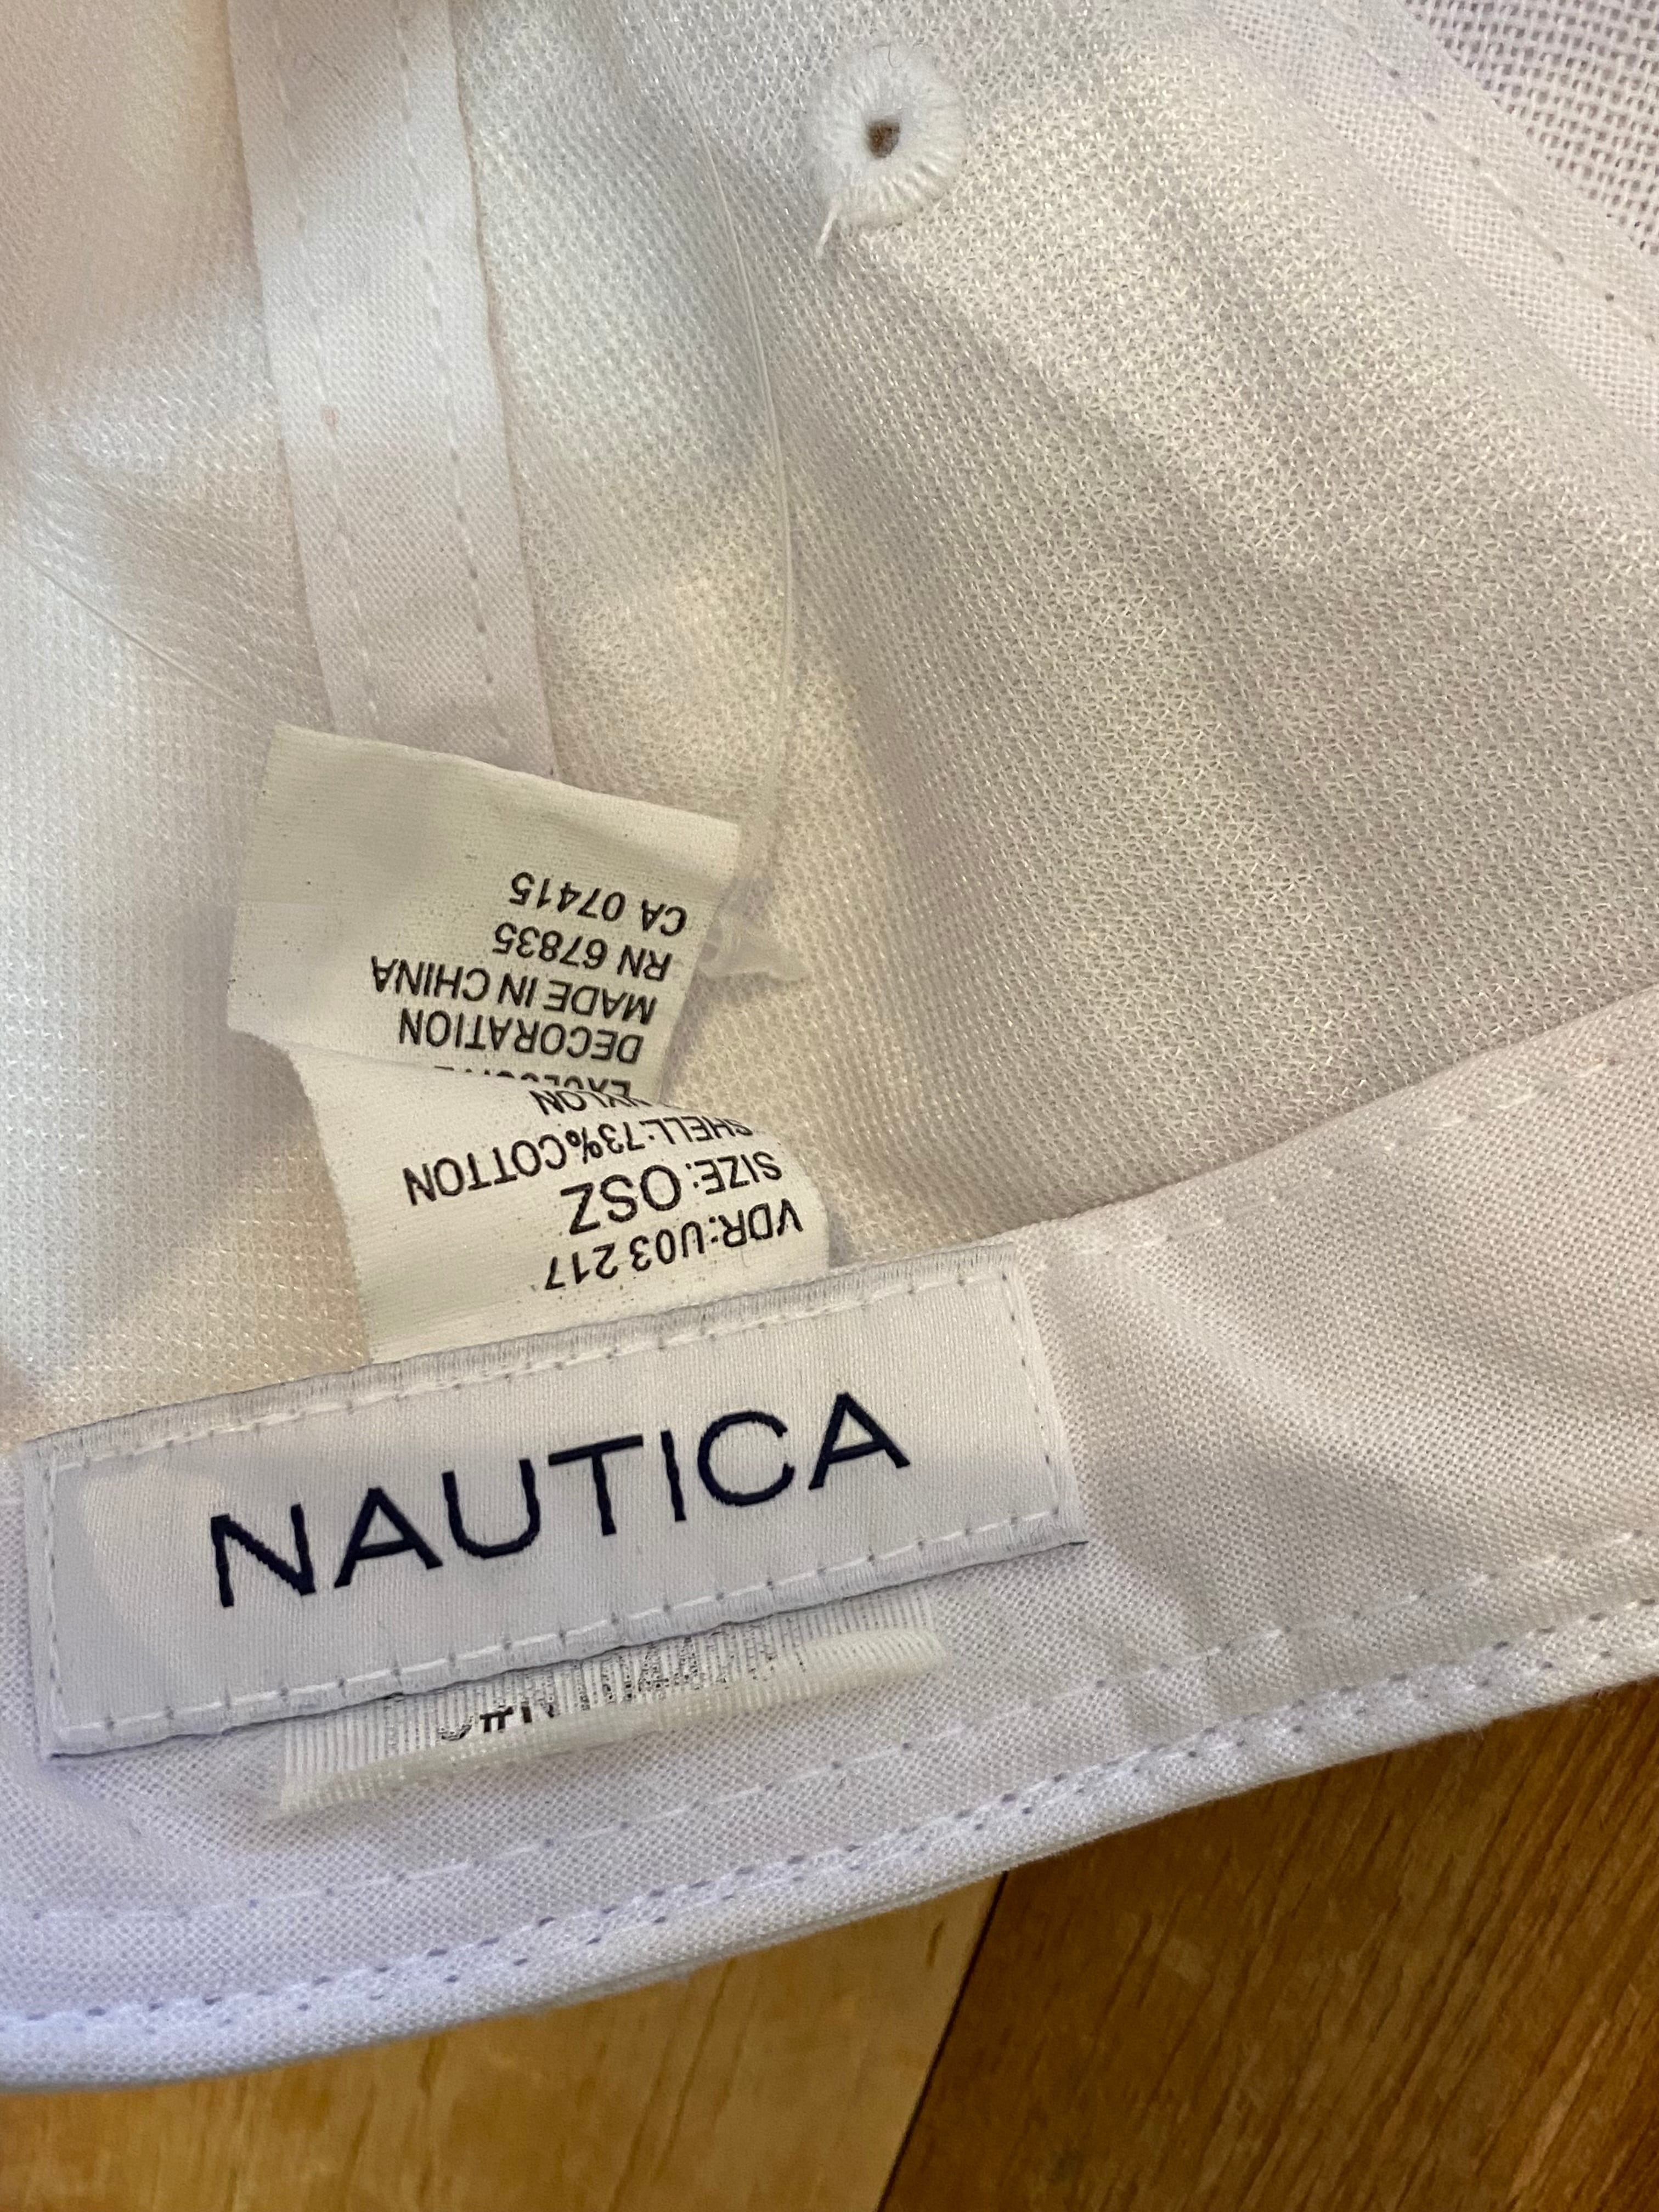 VDR:U03 217
SIZE: OSZ
SHELL:73%COTTON
NYLON
DECORATION
MADE IN CHINA
RN 67835
CA 07415
NAUTICA